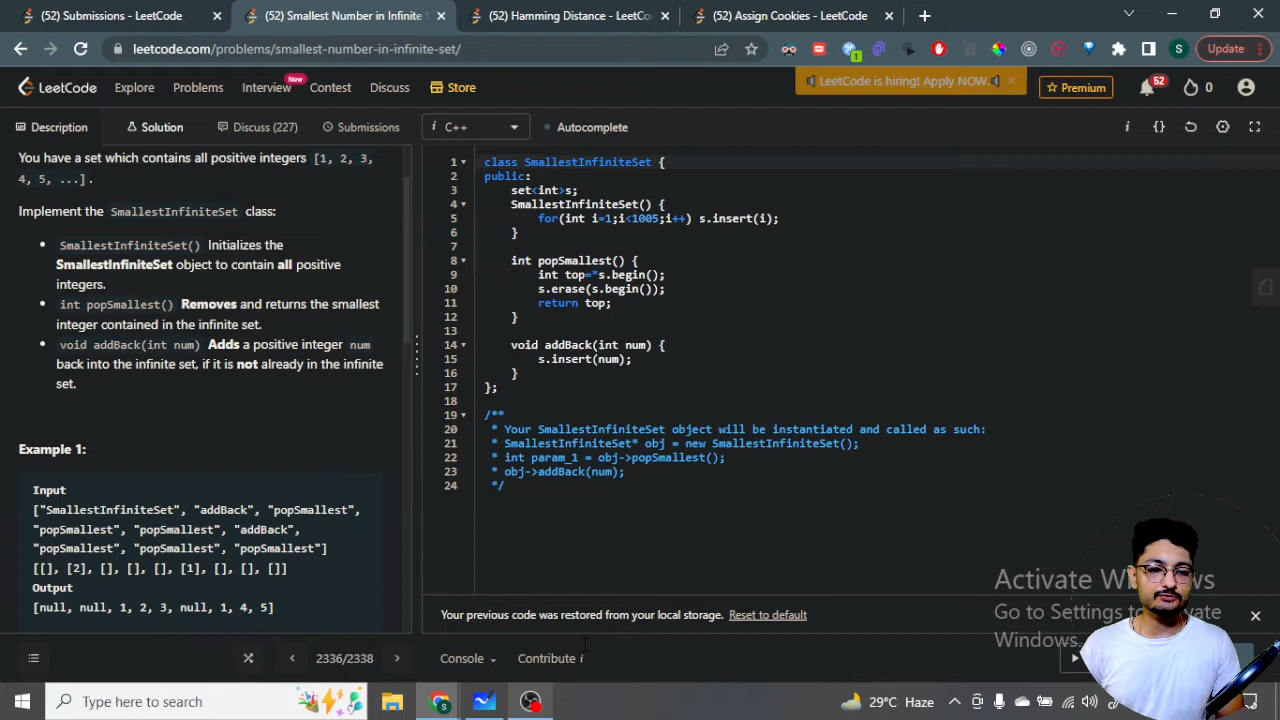 (52) Submissions - LeetCode
(52) Smallest Number in Infinite S
(52) Hamming Distance - LeetCo
(52) Assign Cookies - LeetCode
leetcode.com/problems/smallest-number-in-infinite-set/
1
S
Update
LeetCode
Explore
Problems
Interview
New
Contest
Discuss
Store
LeetCode is hiring! Apply NOW.
Premium
52
0
Description
Solution
Discuss (227)
Submissions
i C++
Autocomplete
You have a set which contains all positive integers [1, 2, 3,
4, 5, ...].
Implement the SmallestInfiniteSet class:
SmallestInfiniteSet() Initializes the
SmallestInfiniteSet object to contain all positive
integers.
int popSmallest() Removes and returns the smallest
integer contained in the infinite set.
void addBack(int num) Adds a positive integer num
back into the infinite set, if it is not already in the infinite
set.
Example 1:
Input
["SmallestInfiniteSet", "addBack", "popSmallest",
"popSmallest", "popSmallest", "addBack",
"popSmallest", "popSmallest", "popSmallest"]
[[], [2], [], [], [], [1], [], [], []]
Output
[null, null, 1, 2, 3, null, 1, 4, 5]
1 class SmallestInfiniteSet {
2 public:
3 set<int>s;
4 SmallestInfiniteSet() {
5 for(int i=1;i<1005;i++) s.insert(i);
6 }
7
8 int popSmallest() {
9 int top=*s.begin();
10 s.erase(s.begin());
11 return top;
12 }
13
14 void addBack(int num) {
15 s.insert(num);
16 }
17 };
18
19 /**
20 * Your SmallestInfiniteSet object will be instantiated and called as such:
21 * SmallestInfiniteSet* obj = new SmallestInfiniteSet();
22 * int param_1 = obj->popSmallest();
23 * obj->addBack(num);
24 */
Your previous code was restored from your local storage. Reset to default
Activate Windows
Go to Settings to activate
Windows.
2336/2338
Console
Contribute i
Type here to search
29°C Haze